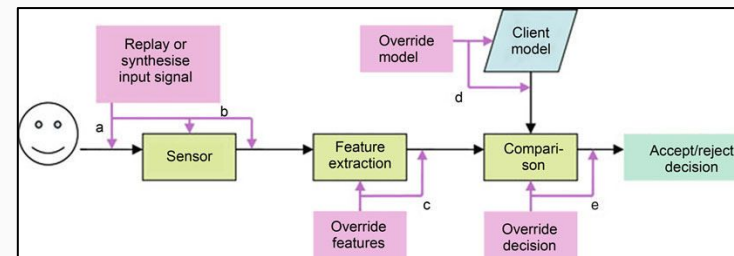 Replay or
synthesise
input signal
Override
model
Client
model
d
a
b
Sensor
Feature
extraction
Compari-
son
Accept/reject
decision
c
e
Override
features
Override
decision